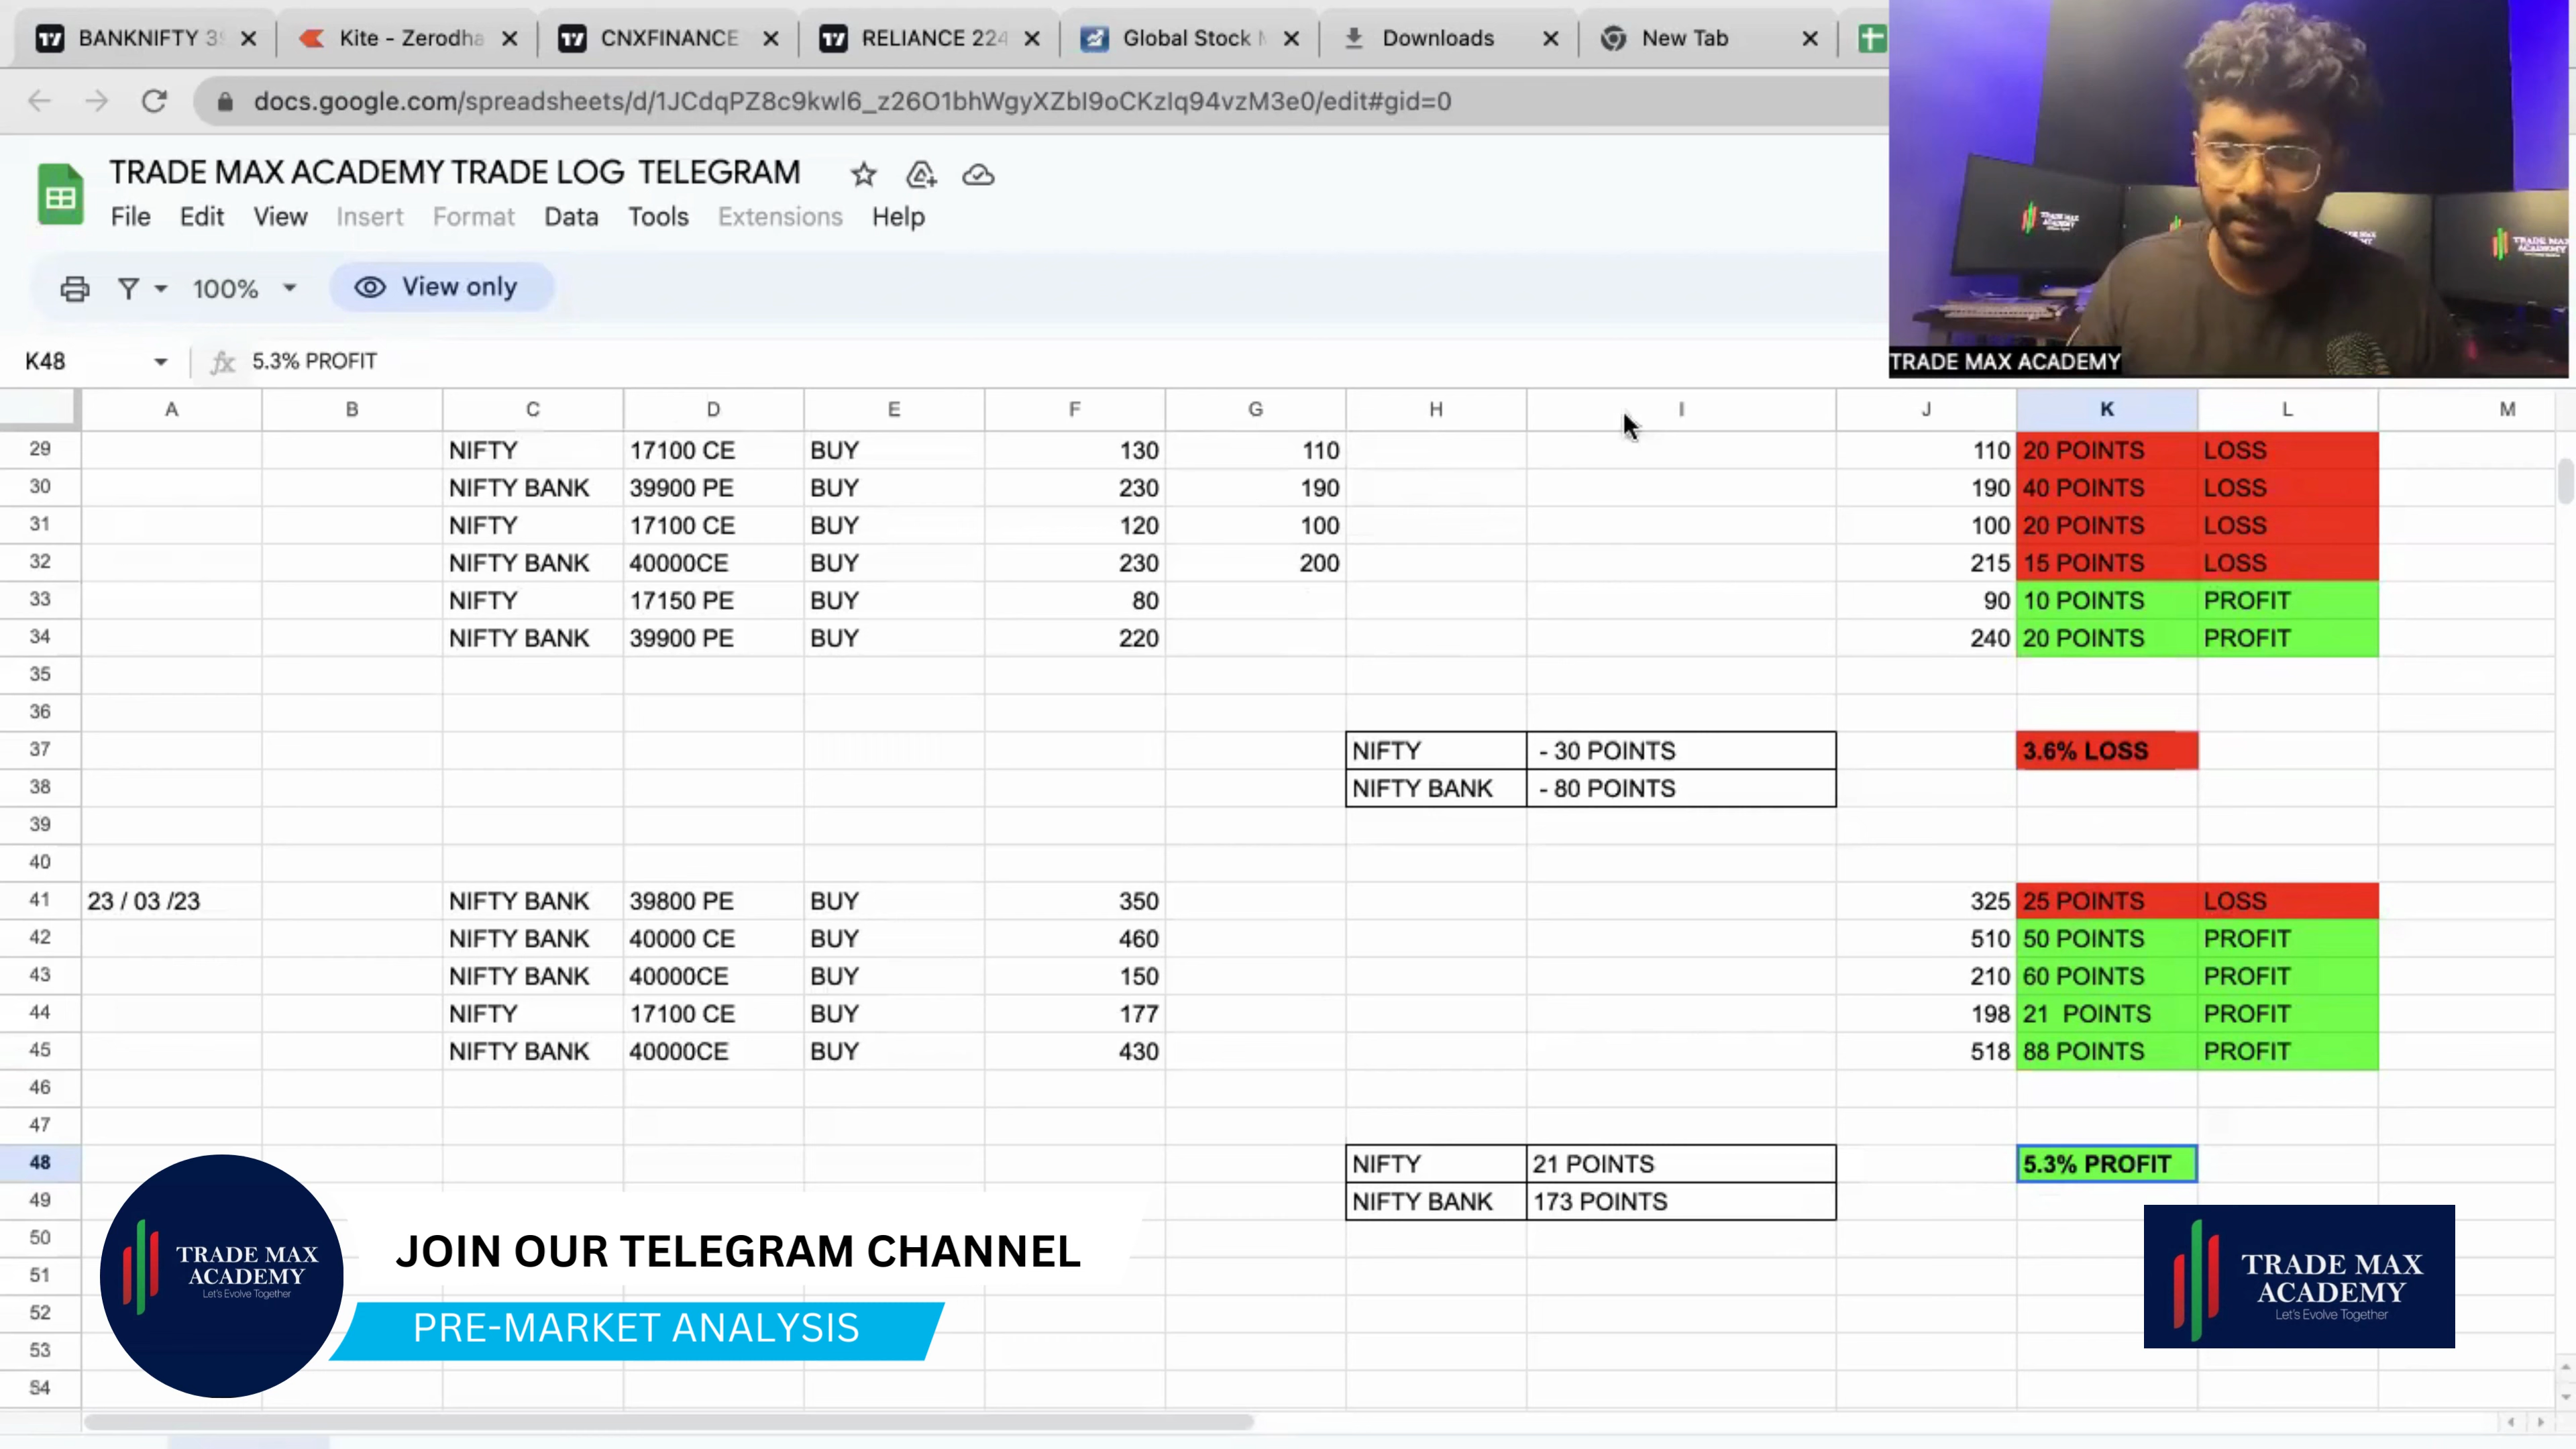 BANKNIFTY 39
Kite - Zerodha
CNXFINANCE
RELIANCE 224
Global Stock M
Downloads
New Tab
docs.google.com/spreadsheets/d/1JCdqPZ8c9kwl6_z26O1bhWgyXZbI9oCKzIq94vzM3e0/edit#gid=0
TRADE MAX ACADEMY TRADE LOG TELEGRAM
File Edit View Insert Format Data Tools Extensions Help
100% View only
K48 fx 5.3% PROFIT
TRADE MAX ACADEMY
A B C D E F G H I J K L M
29 NIFTY 17100 CE BUY 130 110 110 20 POINTS LOSS
30 NIFTY BANK 39900 PE BUY 230 190 190 40 POINTS LOSS
31 NIFTY 17100 CE BUY 120 100 100 20 POINTS LOSS
32 NIFTY BANK 40000CE BUY 230 200 215 15 POINTS LOSS
33 NIFTY 17150 PE BUY 80 90 10 POINTS PROFIT
34 NIFTY BANK 39900 PE BUY 220 240 20 POINTS PROFIT
35
36
37 NIFTY - 30 POINTS 3.6% LOSS
38 NIFTY BANK - 80 POINTS
39
40
41 23 / 03 /23 NIFTY BANK 39800 PE BUY 350 325 25 POINTS LOSS
42 NIFTY BANK 40000 CE BUY 460 510 50 POINTS PROFIT
43 NIFTY BANK 40000CE BUY 150 210 60 POINTS PROFIT
44 NIFTY 17100 CE BUY 177 198 21 POINTS PROFIT
45 NIFTY BANK 40000CE BUY 430 518 88 POINTS PROFIT
46
47
48 NIFTY 21 POINTS 5.3% PROFIT
49 NIFTY BANK 173 POINTS
50
51
52
53
54
TRADE MAX
ACADEMY
Let's Evolve Together
JOIN OUR TELEGRAM CHANNEL
PRE-MARKET ANALYSIS
TRADE MAX
ACADEMY
Let's Evolve Together